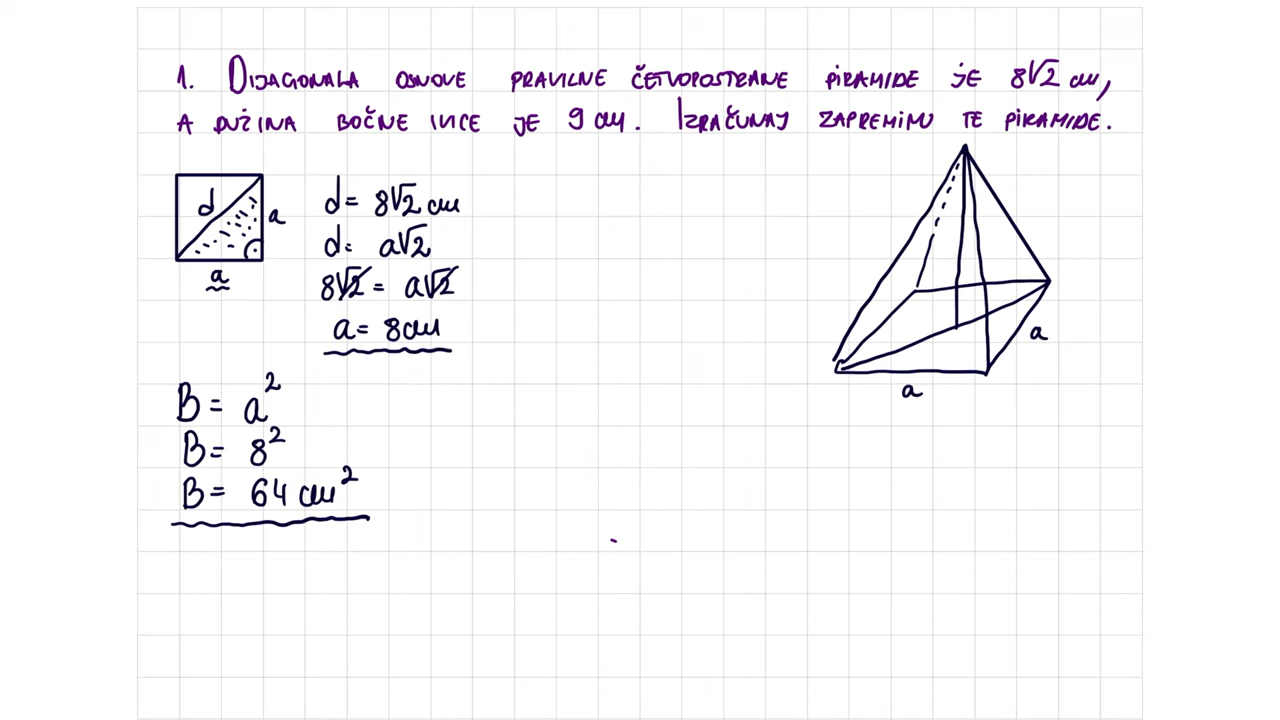 1. DIJAGONALA OSNOVE PRAVILNE ČETVOROSTRANE PIRAMIDE JE 8√2 cm,
A DUŽINA BOČNE IVICE JE 9 cm. IZRAČUNAJ ZAPREMINU TE PIRAMIDE.
d
a
a
d = 8√2 cm
d = a√2
8√2 = a√2
a = 8 cm
B = a²
B = 8²
B = 64 cm²
a
a